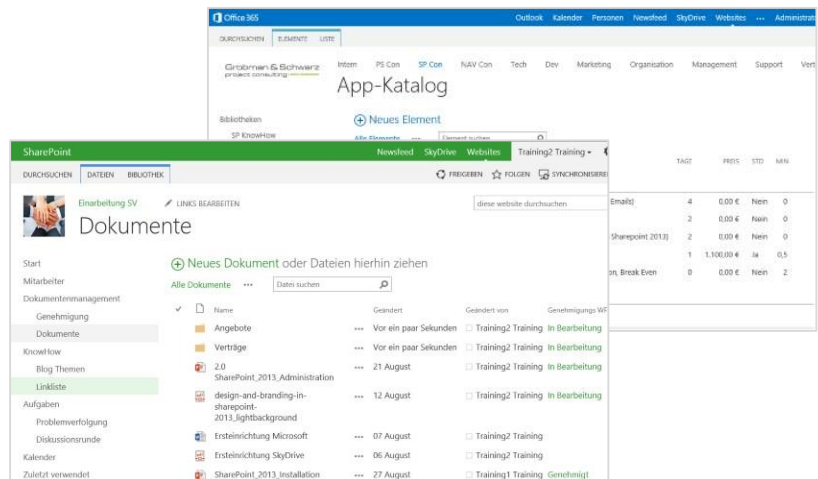 Office 365 Outlook Kalender Personen Newsfeed SkyDrive Websites ••• Administrat
DURCHSUCHEN ELEMENTE LISTE
Grabman & Schwarz
project consulting
Intern PS Con SP Con NAV Con Tech Dev Marketing Organisation Management Support Vert
App-Katalog
Bibliotheken
SP KnowHow
Neues Element
Alle Elemente ••• Element suchen
TAGE PREIS STD MIN
Emails) 4 0,00 € Nein 0
2 0,00 € Nein 0
Sharepoint 2013) 2 0,00 € Nein 0
1 1.100,00 € Ja 0,5
on, Break Even 0 0,00 € Nein 2
SharePoint Newsfeed SkyDrive Websites Training2 Training
DURCHSUCHEN DATEIEN BIBLIOTHEK FREIGEBEN FOLGEN SYNCHRONISIERE
Einarbeitung SV LINKS BEARBEITEN diese website durchsuchen
Dokumente
Start
Mitarbeiter
Dokumentenmanagement
Genehmigung
Dokumente
KnowHow
Blog Themen
Linkliste
Aufgaben
Problemverfolgung
Diskussionsrunde
Kalender
Zuletzt verwendet
Neues Dokument oder Dateien hierhin ziehen
Alle Dokumente ••• Datei suchen
Name Geändert Geändert von Genehmigungs WF
Angebote ••• Vor ein paar Sekunden Training2 Training In Bearbeitung
Verträge ••• Vor ein paar Sekunden Training2 Training In Bearbeitung
2.0 ••• 21 August Training2 Training In Bearbeitung
SharePoint_2013_Administration
design-and-branding-in- ••• 12 August Training2 Training In Bearbeitung
sharepoint-
2013_lightbackground
Ersteinrichtung Microsoft ••• 07 August Training2 Training
Ersteinrichtung SkyDrive ••• 06 August Training2 Training
SharePoint_2013_Installation ••• 27 August Training1 Training Genehmigt